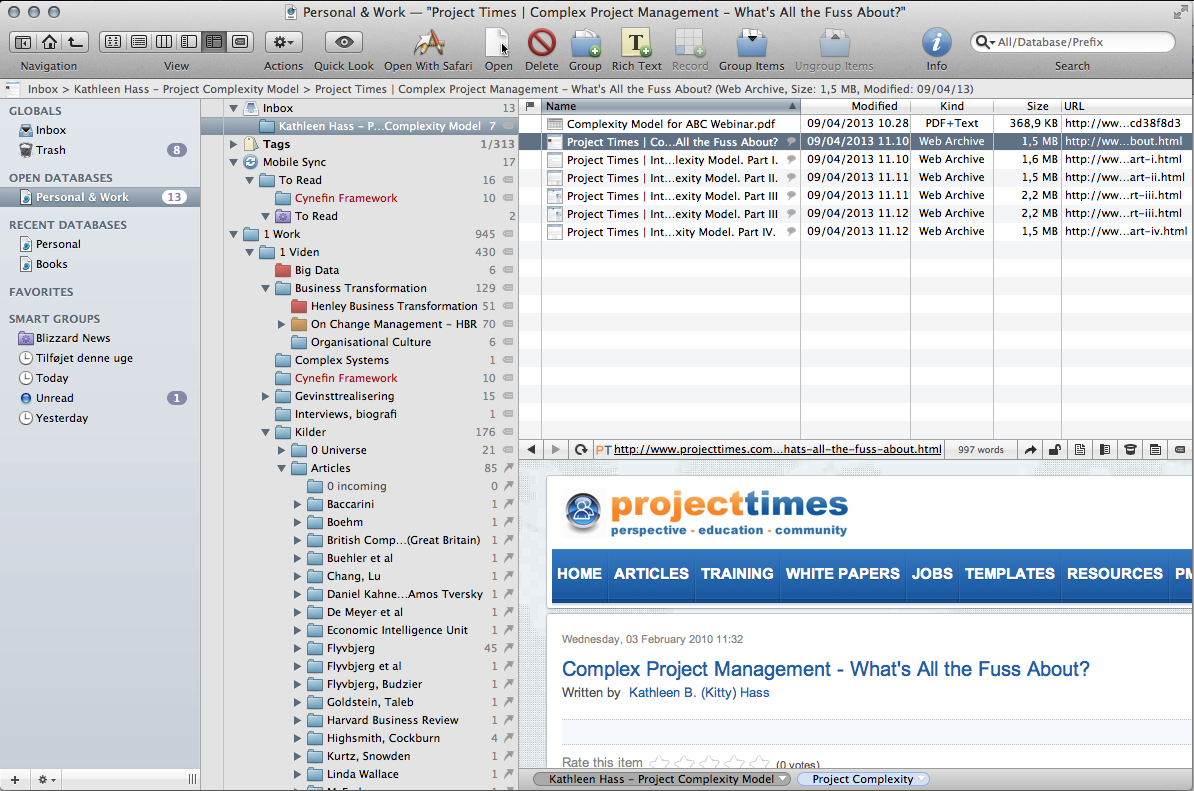 Personal & Work — "Project Times | Complex Project Management – What's All the Fuss About?"
Navigation View Actions Quick Look Open With Safari Open Delete Group Rich Text Record Group Items Ungroup Items Info Search
All/Database/Prefix
Inbox > Kathleen Hass – Project Complexity Model > Project Times | Complex Project Management – What's All the Fuss About? (Web Archive, Size: 1,5 MB, Modified: 09/04/13)
GLOBALS
Inbox
Trash 8
OPEN DATABASES
Personal & Work 13
RECENT DATABASES
Personal
Books
FAVORITES
SMART GROUPS
Blizzard News
Tilføjet denne uge
Today
Unread 1
Yesterday
Inbox 13
Kathleen Hass – P...Complexity Model 7
Tags 1/313
Mobile Sync 17
To Read 16
Cynefin Framework 10
To Read 2
1 Work 945
1 Viden 430
Big Data 6
Business Transformation 129
Henley Business Transformation 51
On Change Management – HBR 70
Organisational Culture 6
Complex Systems 1
Cynefin Framework 10
Gevinsttrealisering 15
Interviews, biografi 1
Kilder 176
0 Universe 21
Articles 85
0 incoming 0
Baccarini 1
Boehm 1
British Comp...(Great Britain) 1
Buehler et al 1
Chang, Lu 1
Daniel Kahne...Amos Tversky 1
De Meyer et al 1
Economic Intelligence Unit 1
Flyvbjerg 45
Flyvbjerg et al 1
Flyvbjerg, Budzier 1
Goldstein, Taleb 1
Harvard Business Review 1
Highsmith, Cockburn 4
Kurtz, Snowden 1
Linda Wallace 1
Name Modified Kind Size URL
Complexity Model for ABC Webinar.pdf 09/04/2013 10.28 PDF+Text 368,9 KB http://ww...cd38f8d3
Project Times | Co...All the Fuss About? 09/04/2013 11.10 Web Archive 1,5 MB http://ww...bout.html
Project Times | Int...lexity Model. Part I. 09/04/2013 11.10 Web Archive 1,6 MB http://ww...art-i.html
Project Times | Int...exity Model. Part II. 09/04/2013 11.11 Web Archive 1,5 MB http://ww...art-ii.html
Project Times | Int...exity Model. Part III 09/04/2013 11.11 Web Archive 2,2 MB http://ww...rt-iii.html
Project Times | Int...exity Model. Part III 09/04/2013 11.12 Web Archive 2,2 MB http://ww...rt-iii.html
Project Times | Int...xity Model. Part IV. 09/04/2013 11.12 Web Archive 1,5 MB http://ww...art-iv.html
PT http://www.projecttimes.com...hats-all-the-fuss-about.html 997 words
projecttimes
perspective - education - community
HOME ARTICLES TRAINING WHITE PAPERS JOBS TEMPLATES RESOURCES PM
Wednesday, 03 February 2010 11:32
Complex Project Management - What's All the Fuss About?
Written by Kathleen B. (Kitty) Hass
Rate this item (0 votes)
Kathleen Hass – Project Complexity Model Project Complexity